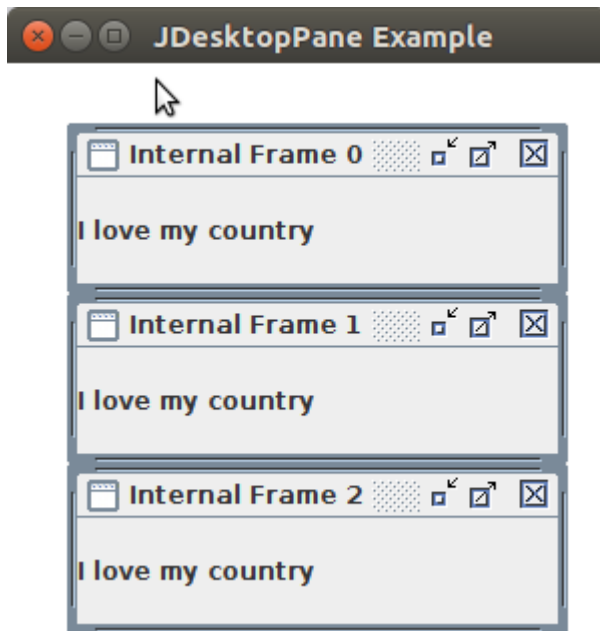 JDesktopPane Example
Internal Frame 0
I love my country
Internal Frame 1
I love my country
Internal Frame 2
I love my country